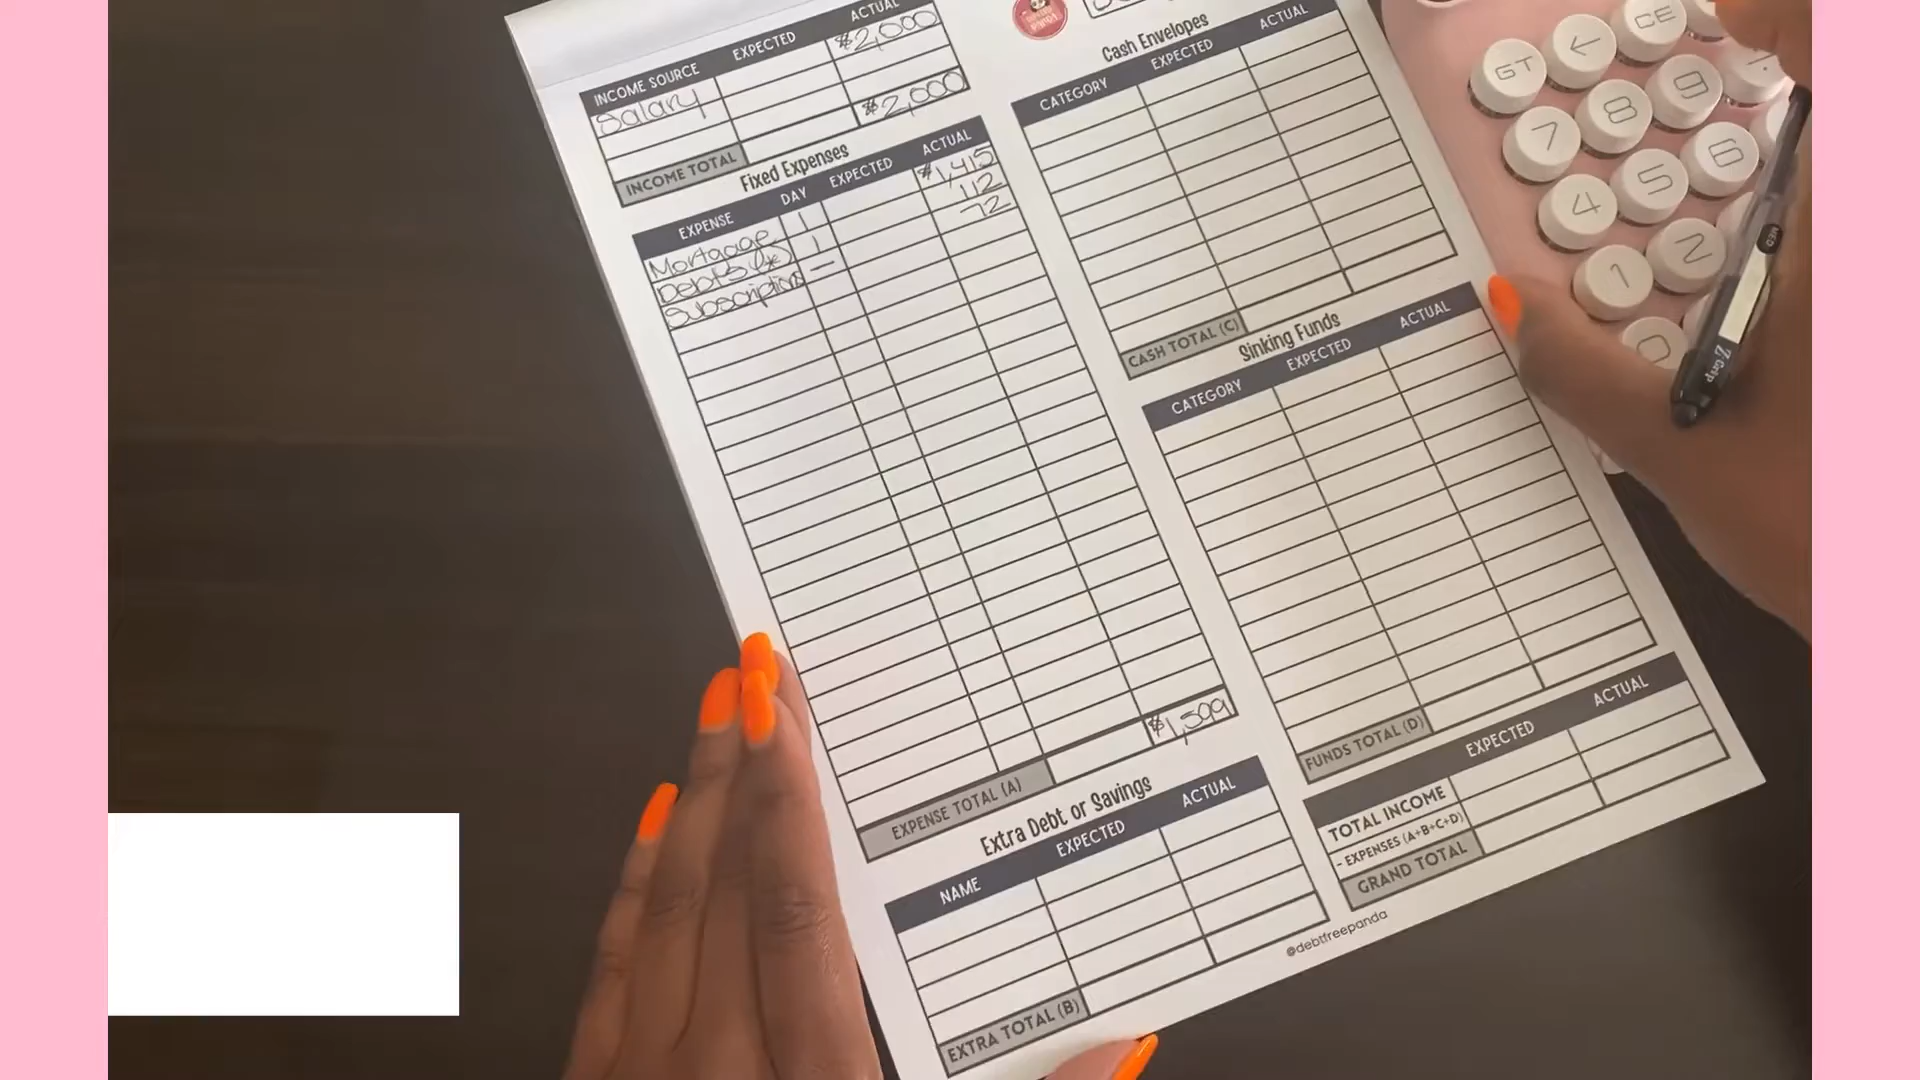 INCOME SOURCE EXPECTED ACTUAL
Salary $2,000
INCOME TOTAL $2,000
Fixed Expenses
EXPENSE DAY EXPECTED ACTUAL
Mortgage 1 $1,415
Debts (*) 1 112
Subscriptions — 72
EXPENSE TOTAL (A) $1,599
Extra Debt or Savings
NAME EXPECTED ACTUAL
EXTRA TOTAL (B)
Cash Envelopes
CATEGORY EXPECTED ACTUAL
CASH TOTAL (C)
Sinking Funds
CATEGORY EXPECTED ACTUAL
FUNDS TOTAL (D)
EXPECTED ACTUAL
TOTAL INCOME
- EXPENSES (A+B+C+D)
GRAND TOTAL
@debtfreepanda
GT ← CE
7 8 9
4 5 6
1 2
0
Z Grip
MED